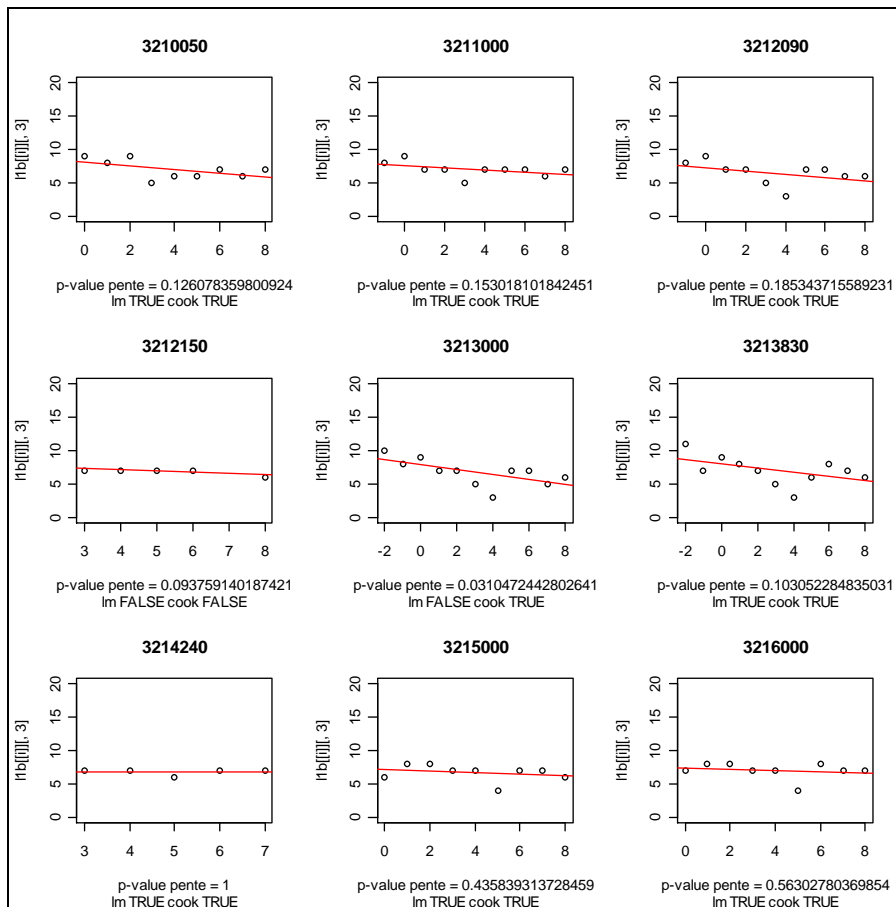 3210050
20
15
10
5
0
l1b[[i]][, 3]
0 2 4 6 8
p-value pente = 0.126078359800924
lm TRUE cook TRUE
3211000
20
15
10
5
0
l1b[[i]][, 3]
0 2 4 6 8
p-value pente = 0.153018101842451
lm TRUE cook TRUE
3212090
20
15
10
5
0
l1b[[i]][, 3]
0 2 4 6 8
p-value pente = 0.185343715589231
lm TRUE cook TRUE
3212150
20
15
10
5
0
l1b[[i]][, 3]
3 4 5 6 7 8
p-value pente = 0.093759140187421
lm FALSE cook FALSE
3213000
20
15
10
5
0
l1b[[i]][, 3]
-2 0 2 4 6 8
p-value pente = 0.0310472442802641
lm FALSE cook TRUE
3213830
20
15
10
5
0
l1b[[i]][, 3]
-2 0 2 4 6 8
p-value pente = 0.103052284835031
lm TRUE cook TRUE
3214240
20
15
10
5
0
l1b[[i]][, 3]
3 4 5 6 7
p-value pente = 1
lm TRUE cook TRUE
3215000
20
15
10
5
0
l1b[[i]][, 3]
0 2 4 6 8
p-value pente = 0.435839313728459
lm TRUE cook TRUE
3216000
20
15
10
5
0
l1b[[i]][, 3]
0 2 4 6 8
p-value pente = 0.56302780369854
lm TRUE cook TRUE